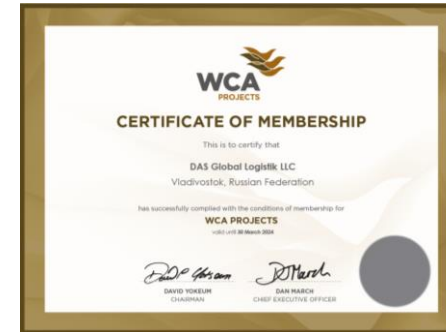 WCA
PROJECTS
CERTIFICATE OF MEMBERSHIP
This is to certify that
DAS Global Logistik LLC
Vladivostok, Russian Federation
has successfully complied with the conditions of membership for
WCA PROJECTS
valid until 30 March 2024
DAVID YOKEUM
CHAIRMAN
DAN MARCH
CHIEF EXECUTIVE OFFICER